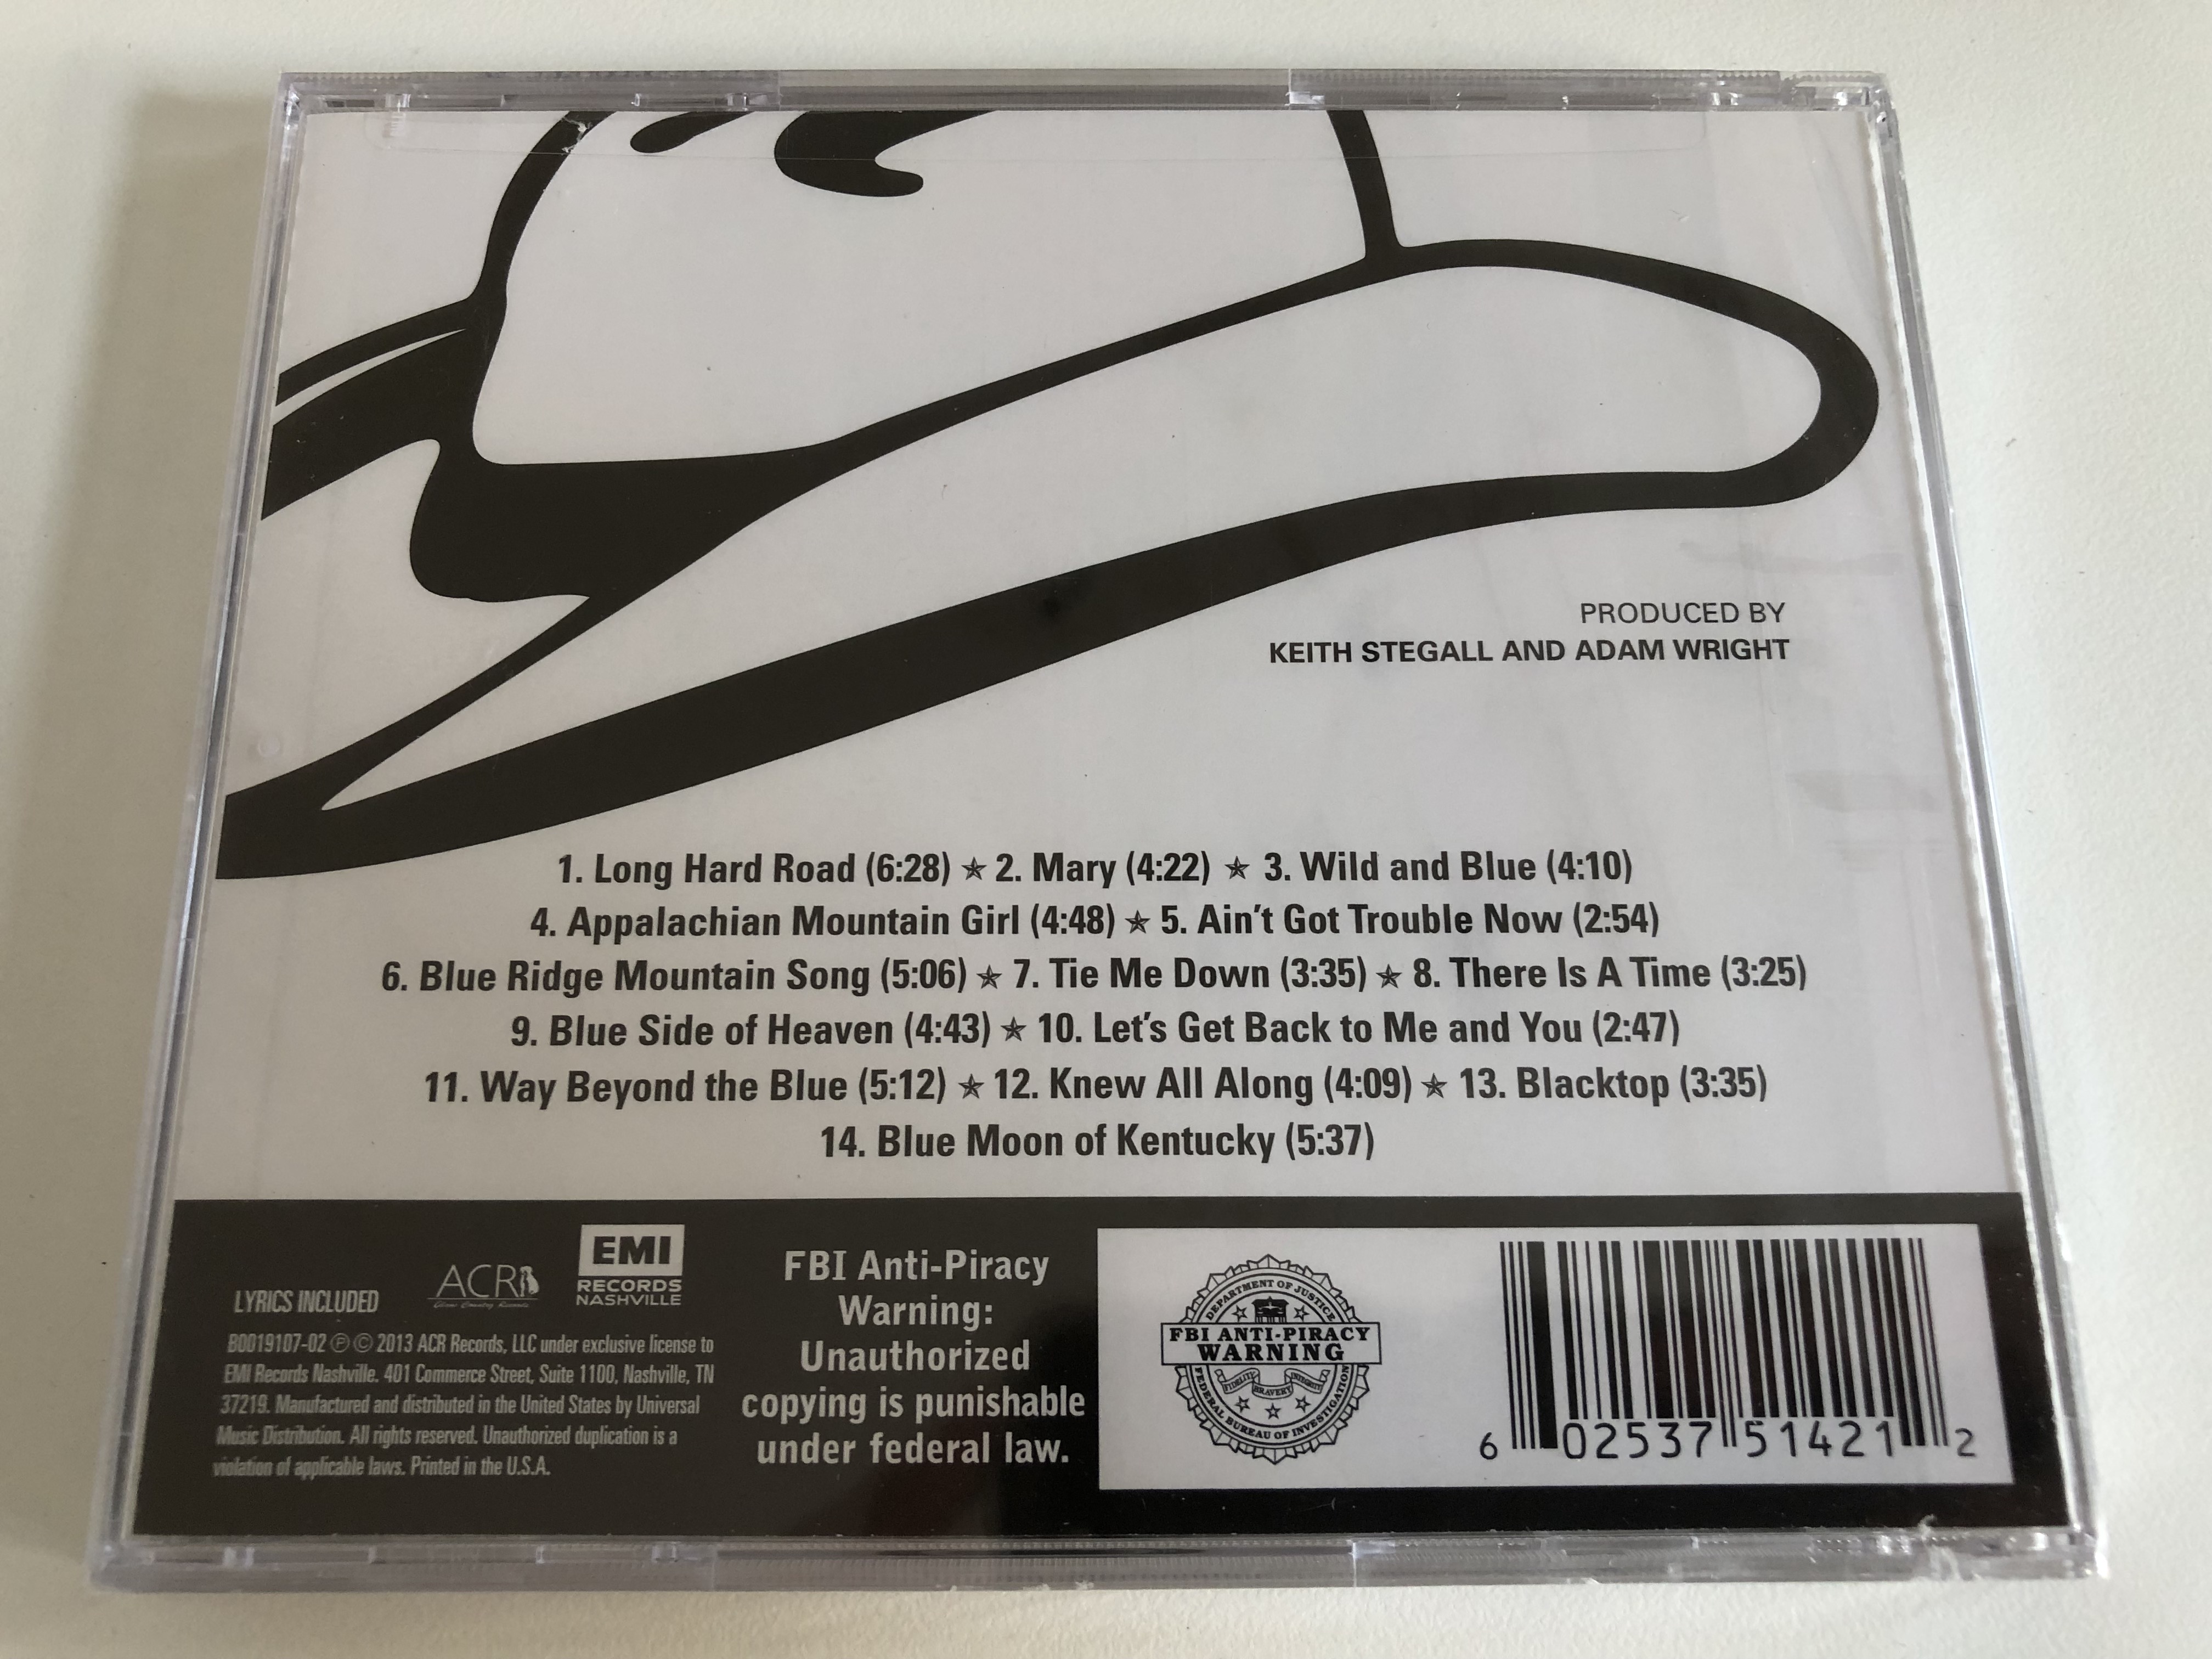 PRODUCED BY
KEITH STEGALL AND ADAM WRIGHT
1. Long Hard Road (6:28) ★ 2. Mary (4:22) ★ 3. Wild and Blue (4:10)
4. Appalachian Mountain Girl (4:48) ★ 5. Ain't Got Trouble Now (2:54)
6. Blue Ridge Mountain Song (5:06) ★ 7. Tie Me Down (3:35) ★ 8. There Is A Time (3:25)
9. Blue Side of Heaven (4:43) ★ 10. Let's Get Back to Me and You (2:47)
11. Way Beyond the Blue (5:12) ★ 12. Knew All Along (4:09) ★ 13. Blacktop (3:35)
14. Blue Moon of Kentucky (5:37)
LYRICS INCLUDED
ACR
EMI
RECORDS
NASHVILLE
B0019107-02 ℗ © 2013 ACR Records, LLC under exclusive license to
EMI Records Nashville. 401 Commerce Street, Suite 1100, Nashville, TN
37219. Manufactured and distributed in the United States by Universal
Music Distribution. All rights reserved. Unauthorized duplication is a
violation of applicable laws. Printed in the U.S.A.
FBI Anti-Piracy
Warning:
Unauthorized
copying is punishable
under federal law.
DEPARTMENT OF JUSTICE
FBI ANTI-PIRACY
WARNING
FIDELITY BRAVERY INTEGRITY
FEDERAL BUREAU OF INVESTIGATION
6 02537 51421 2